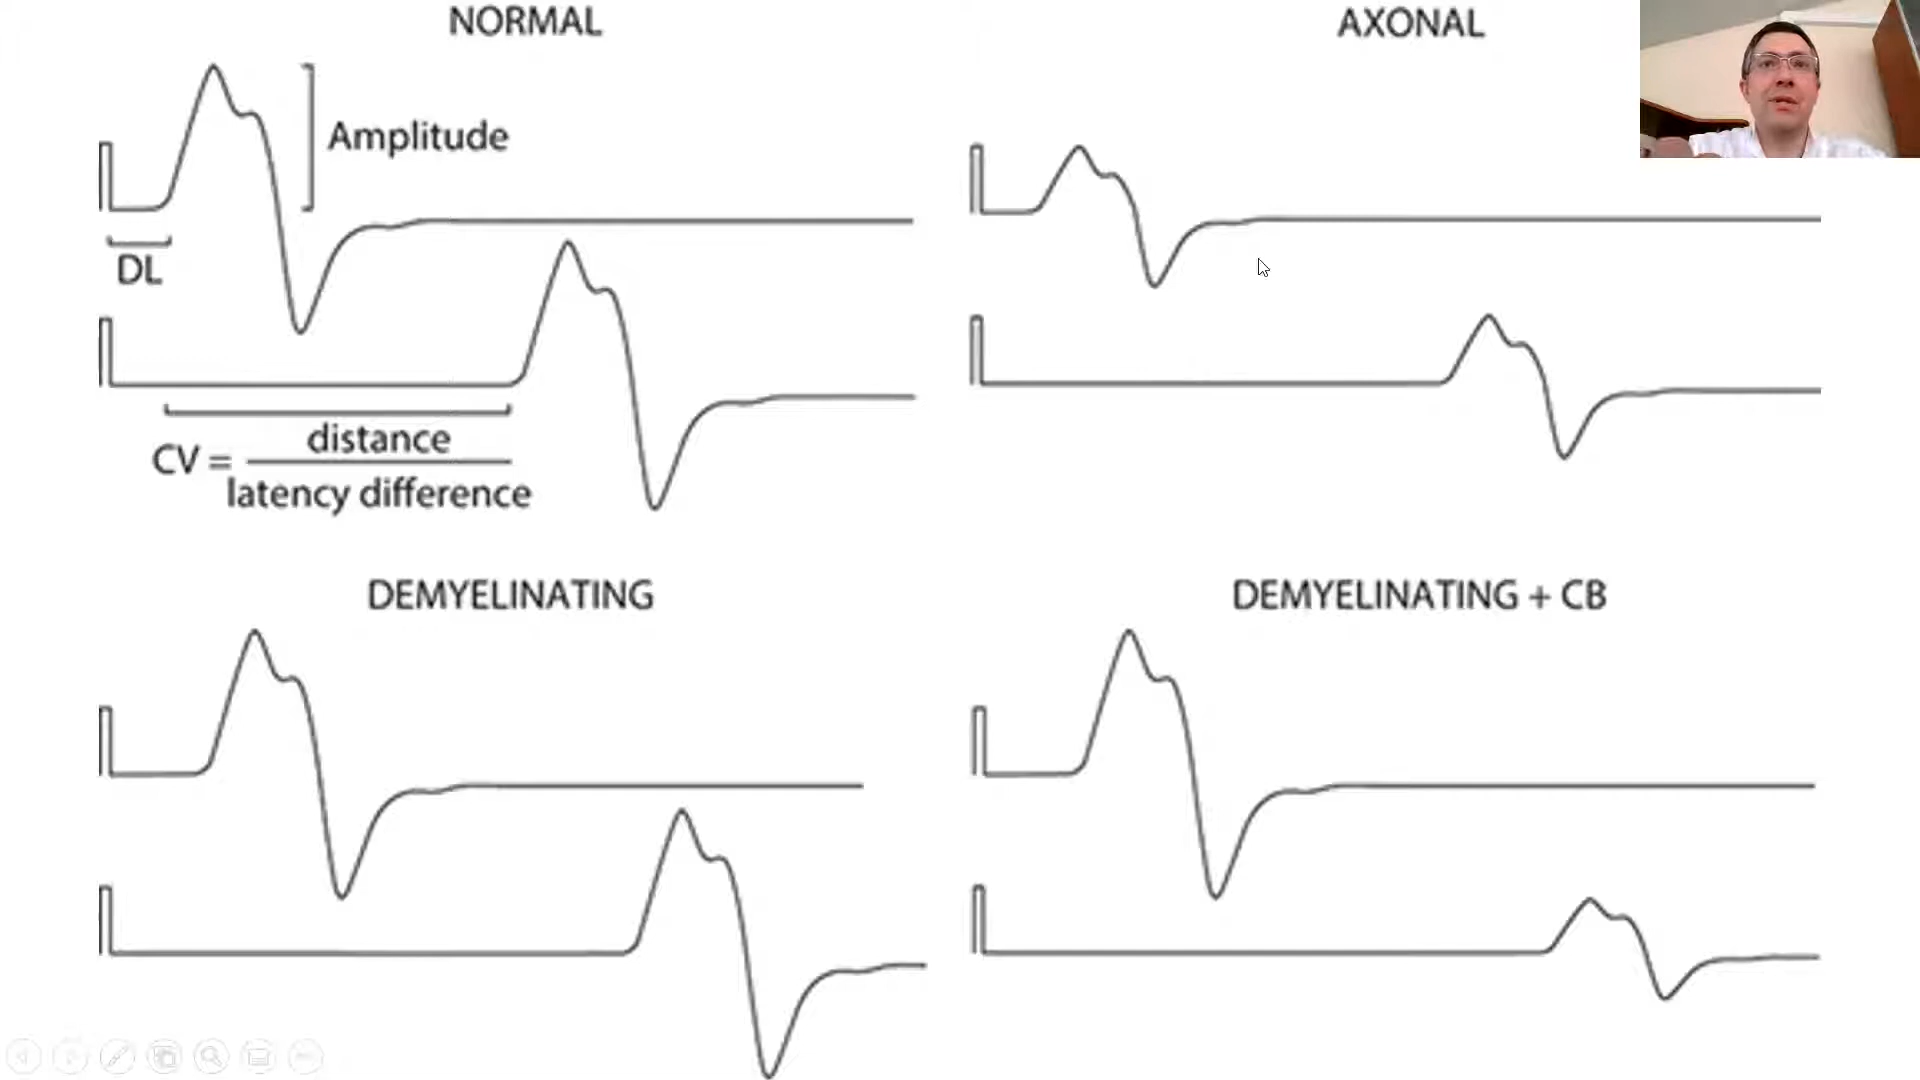 NORMAL
AXONAL
Amplitude
DL
distance
CV =
latency difference
DEMYELINATING
DEMYELINATING + CB